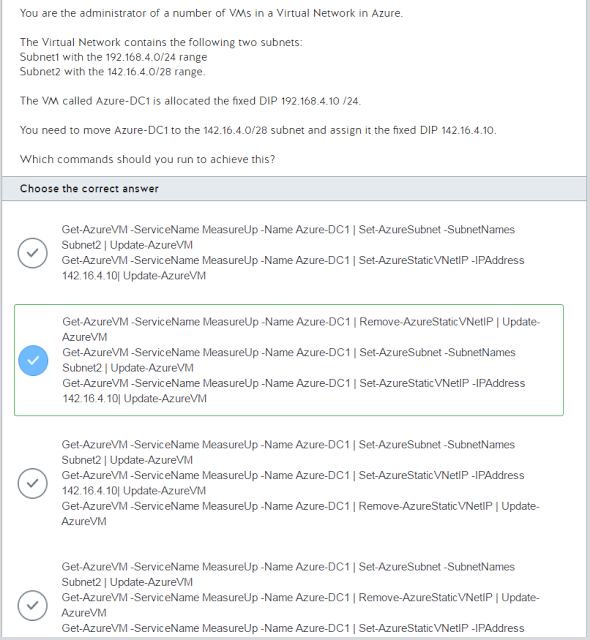 You are the administrator of a number of VMs in a Virtual Network in Azure.
The Virtual Network contains the following two subnets:
Subnet1 with the 192.168.4.0/24 range
Subnet2 with the 142.16.4.0/28 range.
The VM called Azure-DC1 is allocated the fixed DIP 192.168.4.10 /24.
You need to move Azure-DC1 to the 142.16.4.0/28 subnet and assign it the fixed DIP 142.16.4.10.
Which commands should you run to achieve this?
Choose the correct answer
Get-AzureVM -ServiceName MeasureUp -Name Azure-DC1 | Set-AzureSubnet -SubnetNames
Subnet2 | Update-AzureVM
Get-AzureVM -ServiceName MeasureUp -Name Azure-DC1 | Set-AzureStaticVNetIP -IPAddress
142.16.4.10| Update-AzureVM
Get-AzureVM -ServiceName MeasureUp -Name Azure-DC1 | Remove-AzureStaticVNetIP | Update-
AzureVM
Get-AzureVM -ServiceName MeasureUp -Name Azure-DC1 | Set-AzureSubnet -SubnetNames
Subnet2 | Update-AzureVM
Get-AzureVM -ServiceName MeasureUp -Name Azure-DC1 | Set-AzureStaticVNetIP -IPAddress
142.16.4.10| Update-AzureVM
Get-AzureVM -ServiceName MeasureUp -Name Azure-DC1 | Set-AzureSubnet -SubnetNames
Subnet2 | Update-AzureVM
Get-AzureVM -ServiceName MeasureUp -Name Azure-DC1 | Set-AzureStaticVNetIP -IPAddress
142.16.4.10| Update-AzureVM
Get-AzureVM -ServiceName MeasureUp -Name Azure-DC1 | Remove-AzureStaticVNetIP | Update-
AzureVM
Get-AzureVM -ServiceName MeasureUp -Name Azure-DC1 | Set-AzureSubnet -SubnetNames
Subnet2 | Update-AzureVM
Get-AzureVM -ServiceName MeasureUp -Name Azure-DC1 | Remove-AzureStaticVNetIP | Update-
AzureVM
Get-AzureVM -ServiceName MeasureUp -Name Azure-DC1 | Set-AzureStaticVNetIP -IPAddress